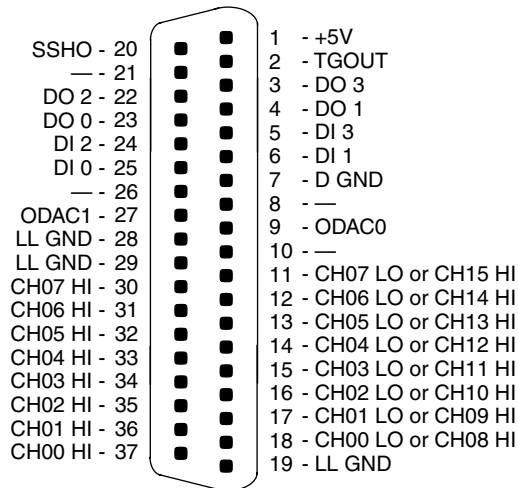 SSHO - 20
— - 21
DO 2 - 22
DO 0 - 23
DI 2 - 24
DI 0 - 25
— - 26
ODAC1 - 27
LL GND - 28
LL GND - 29
CH07 HI - 30
CH06 HI - 31
CH05 HI - 32
CH04 HI - 33
CH03 HI - 34
CH02 HI - 35
CH01 HI - 36
CH00 HI - 37
1 - +5V
2 - TGOUT
3 - DO 3
4 - DO 1
5 - DI 3
6 - DI 1
7 - D GND
8 - —
9 - ODAC0
10 - —
11 - CH07 LO or CH15 HI
12 - CH06 LO or CH14 HI
13 - CH05 LO or CH13 HI
14 - CH04 LO or CH12 HI
15 - CH03 LO or CH11 HI
16 - CH02 LO or CH10 HI
17 - CH01 LO or CH09 HI
18 - CH00 LO or CH08 HI
19 - LL GND